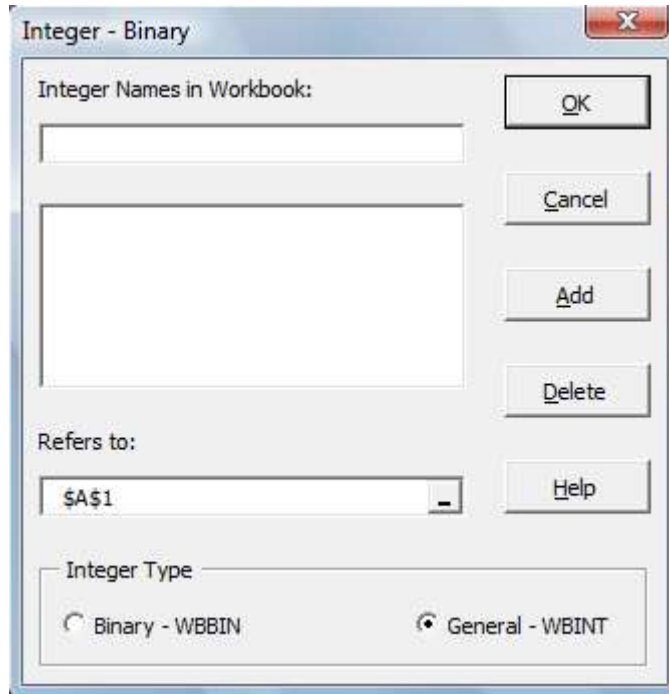 Integer - Binary
Integer Names in Workbook:
OK
Cancel
Add
Delete
Refers to:
$A$1
Help
Integer Type
Binary - WBBIN
General - WBINT